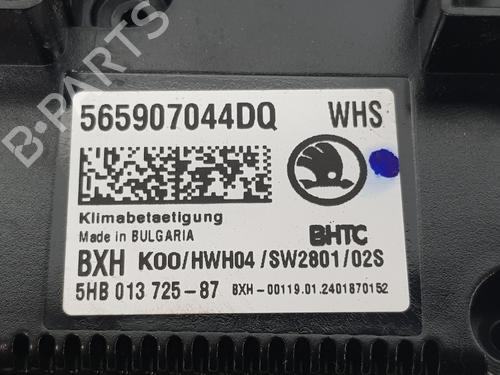 565907044DQ WHS
Klimabetaetigung
Made in BULGARIA
BHTC
BXH K00/HWH04/SW2801/02S
5HB 013 725-87 BXH-00119.01.2401870152
B-PARTS